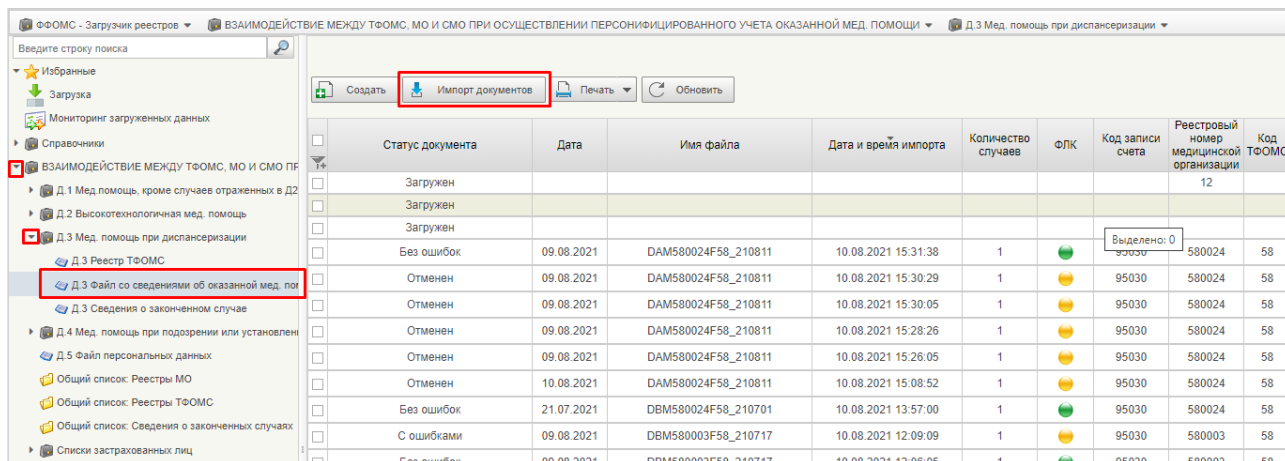 ФФОМС - Загрузчик реестров ВЗАИМОДЕЙСТВИЕ МЕЖДУ ТФОМС, МО И СМО ПРИ ОСУЩЕСТВЛЕНИИ ПЕРСОНИФИЦИРОВАННОГО УЧЕТА ОКАЗАННОЙ МЕД. ПОМОЩИ Д.3 Мед. помощь при диспансеризации
Введите строку поиска
Избранные
Загрузка
Мониторинг загруженных данных
Справочники
ВЗАИМОДЕЙСТВИЕ МЕЖДУ ТФОМС, МО И СМО ПР
Д.1 Мед.помощь, кроме случаев отраженных в Д2
Д.2 Высокотехнологичная мед. помощь
Д.3 Мед. помощь при диспансеризации
Д.3 Реестр ТФОМС
Д.3 Файл со сведениями об оказанной мед. пом
Д.3 Сведения о законченном случае
Д.4 Мед. помощь при подозрении или установлен
Д.5 Файл персональных данных
Общий список: Реестры МО
Общий список: Реестры ТФОМС
Общий список: Сведения о законченных случаях
Списки застрахованных лиц
Создать Импорт документов Печать Обновить
Статус документа Дата Имя файла Дата и время импорта Количество случаев ФЛК Код записи счета Реестровый номер медицинской организации Код ТФОМС
Загружен 12
Загружен
Загружен
Выделено: 0
Без ошибок 09.08.2021 DAM580024F58_210811 10.08.2021 15:31:38 1 95030 580024 58
Отменен 09.08.2021 DAM580024F58_210811 10.08.2021 15:30:29 1 95030 580024 58
Отменен 09.08.2021 DAM580024F58_210811 10.08.2021 15:30:05 1 95030 580024 58
Отменен 09.08.2021 DAM580024F58_210811 10.08.2021 15:28:26 1 95030 580024 58
Отменен 09.08.2021 DAM580024F58_210811 10.08.2021 15:26:05 1 95030 580024 58
Отменен 10.08.2021 DAM580024F58_210811 10.08.2021 15:08:52 1 95030 580024 58
Без ошибок 21.07.2021 DBM580024F58_210701 10.08.2021 13:57:00 1 95030 580024 58
С ошибками 09.08.2021 DBM580003F58_210717 10.08.2021 12:09:09 1 95030 580003 58